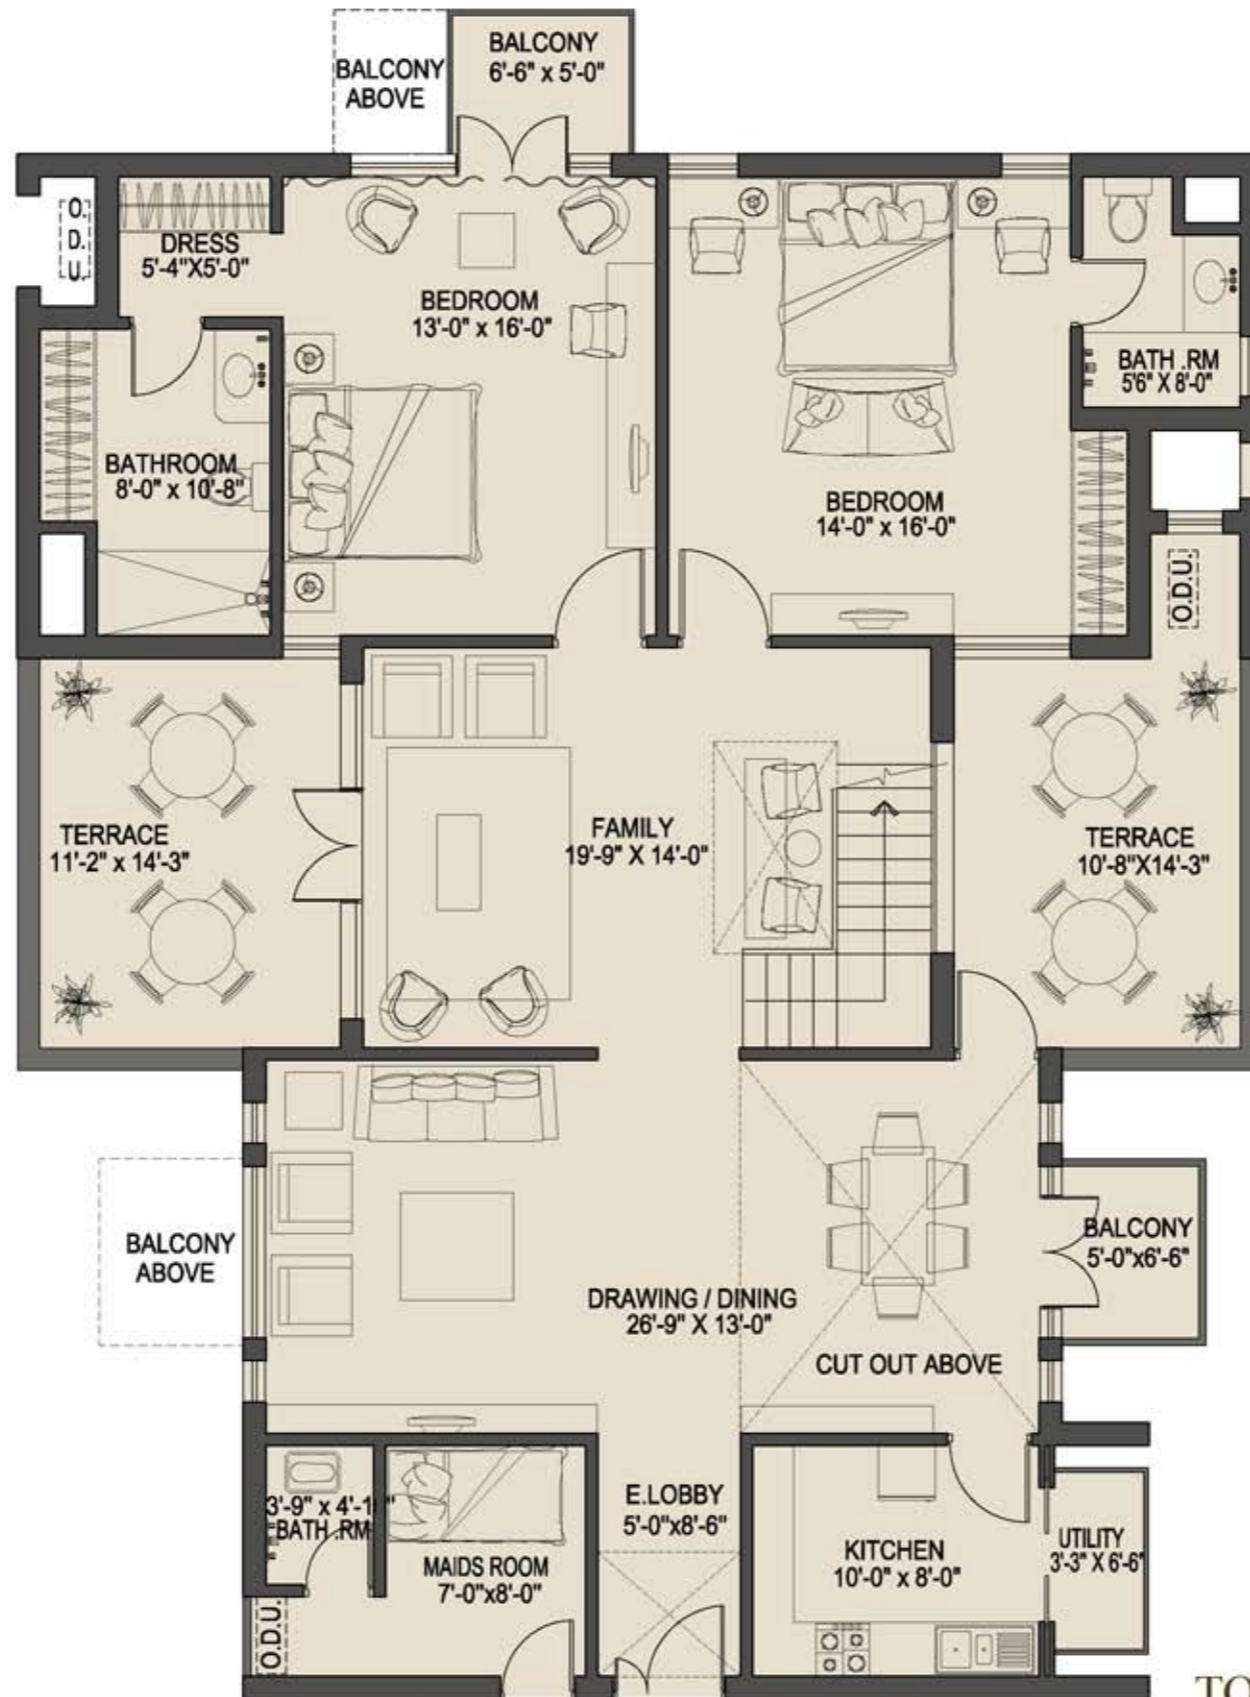 BALCONY
6'-6" x 5'-0"
BALCONY
ABOVE
O.
D.
U.
DRESS
5'-4"X5'-0"
BEDROOM
13'-0" x 16'-0"
BATH .RM
5'6" X 8'-0"
BATHROOM
8'-0" x 10'-8"
BEDROOM
14'-0" x 16'-0"
O.D.U.
TERRACE
11'-2" x 14'-3"
FAMILY
19'-9" X 14'-0"
TERRACE
10'-8"X14'-3"
BALCONY
ABOVE
BALCONY
5'-0"x6'-6"
DRAWING / DINING
26'-9" X 13'-0"
CUT OUT ABOVE
3'-9" x
BATH .RM
E.LOBBY
5'-0"x8'-6"
MAIDS ROOM
7'-0"x8'-0"
KITCHEN
10'-0" x 8'-0"
UTILITY
3'-3" X 6'-6"
O.D.U.